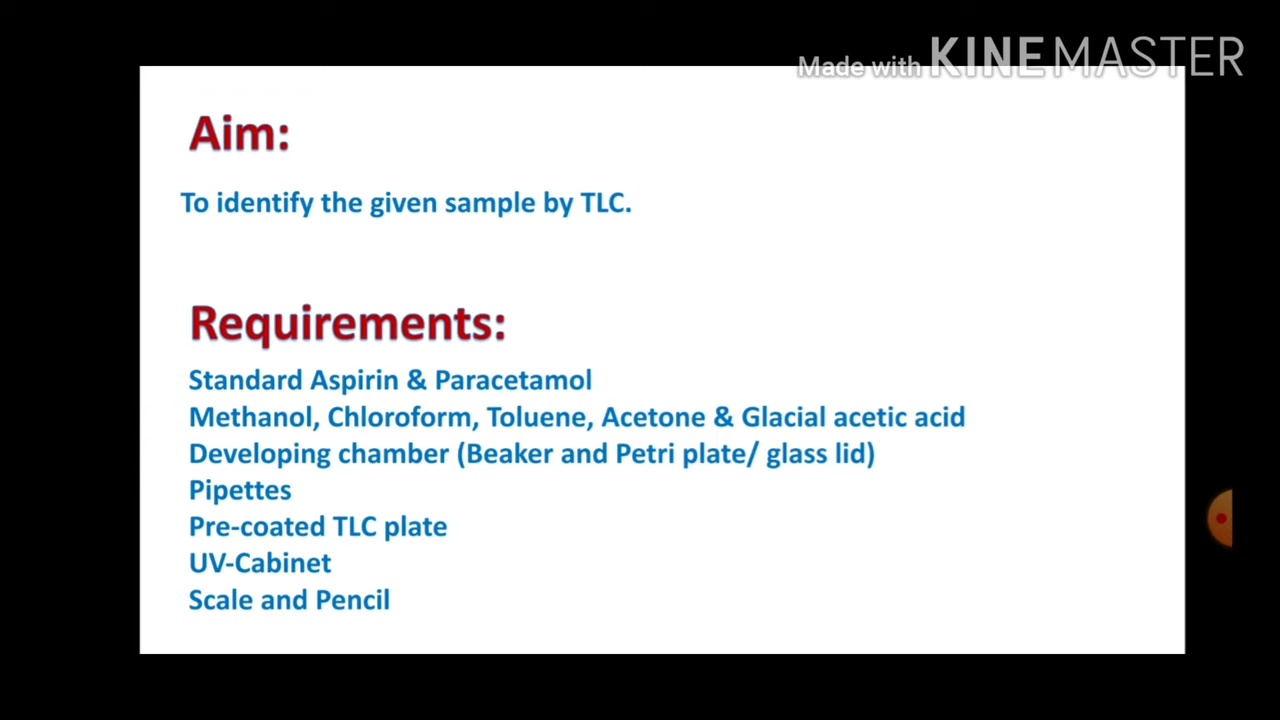 Made with KINEMASTER
Aim:
To identify the given sample by TLC.
Requirements:
Standard Aspirin & Paracetamol
Methanol, Chloroform, Toluene, Acetone & Glacial acetic acid
Developing chamber (Beaker and Petri plate/ glass lid)
Pipettes
Pre-coated TLC plate
UV-Cabinet
Scale and Pencil